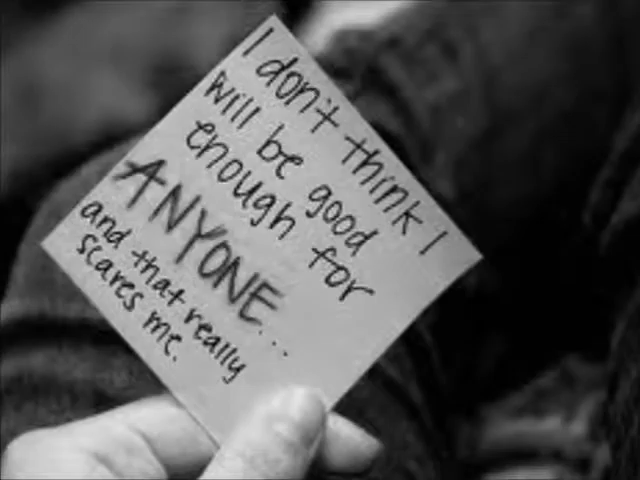 I don't think I
will be good
enough for
ANYONE...
and that really
scares me.